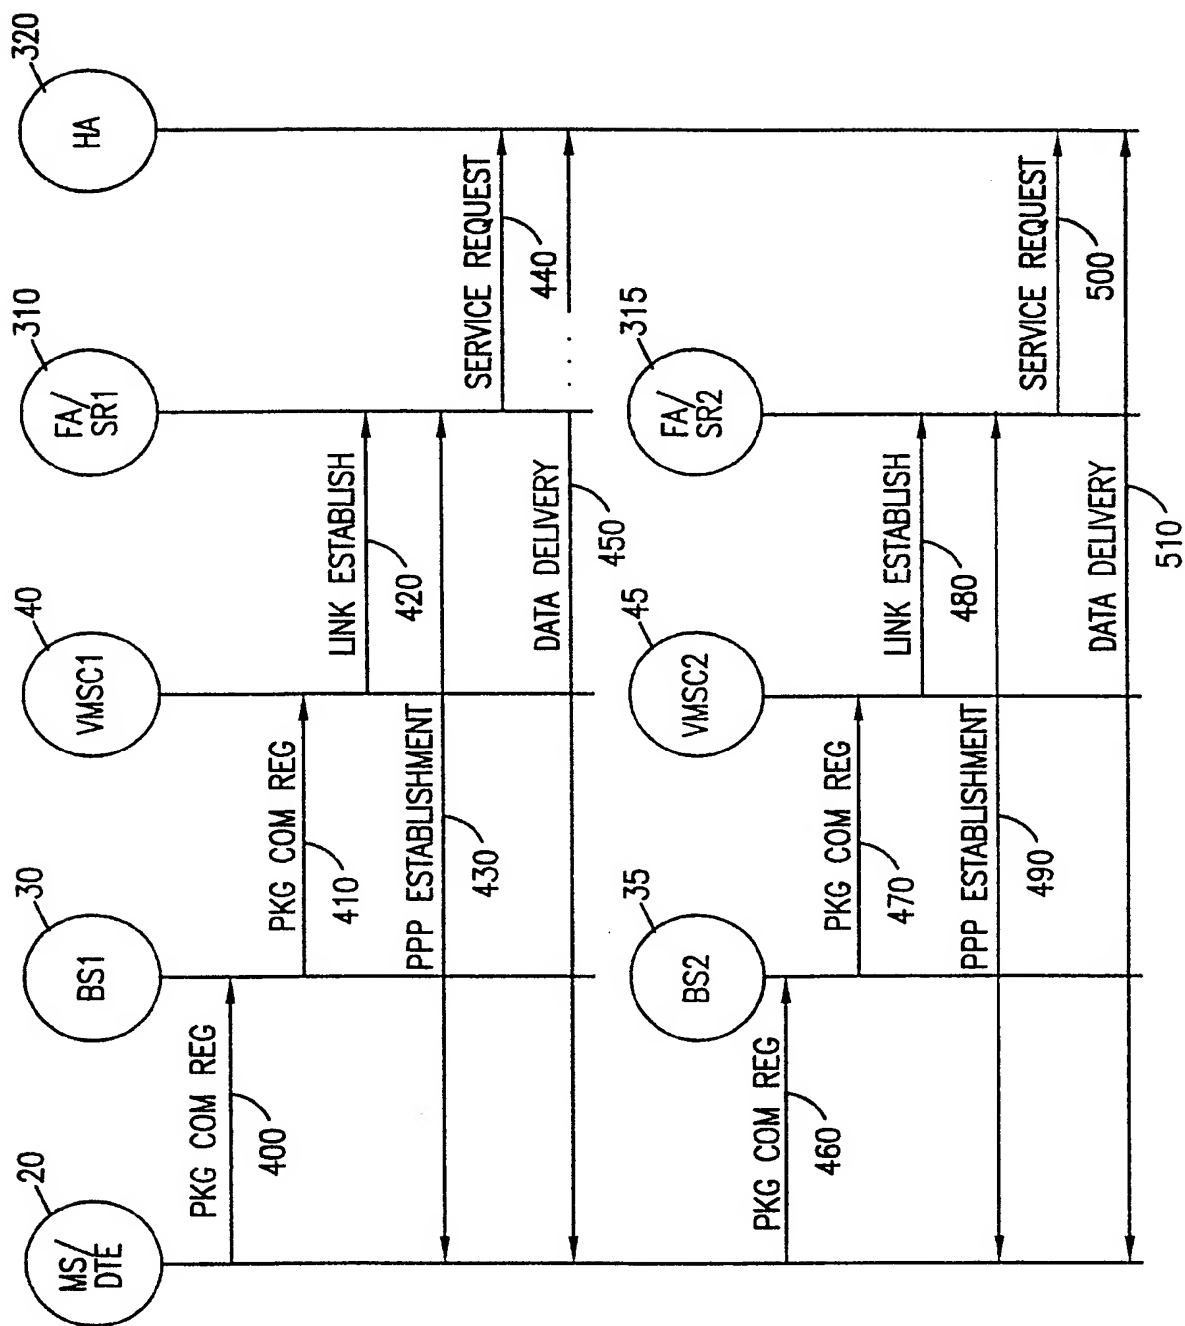 20
MS/
DTE
30
BS1
40
VMSC1
310
FA/
SR1
320
HA
PKG COM REG
400
PKG COM REG
410
LINK ESTABLISH
420
PPP ESTABLISHMENT
430
SERVICE REQUEST
440
DATA DELIVERY
450
35
BS2
45
VMSC2
315
FA/
SR2
PKG COM REG
460
PKG COM REG
470
LINK ESTABLISH
480
PPP ESTABLISHMENT
490
SERVICE REQUEST
500
DATA DELIVERY
510